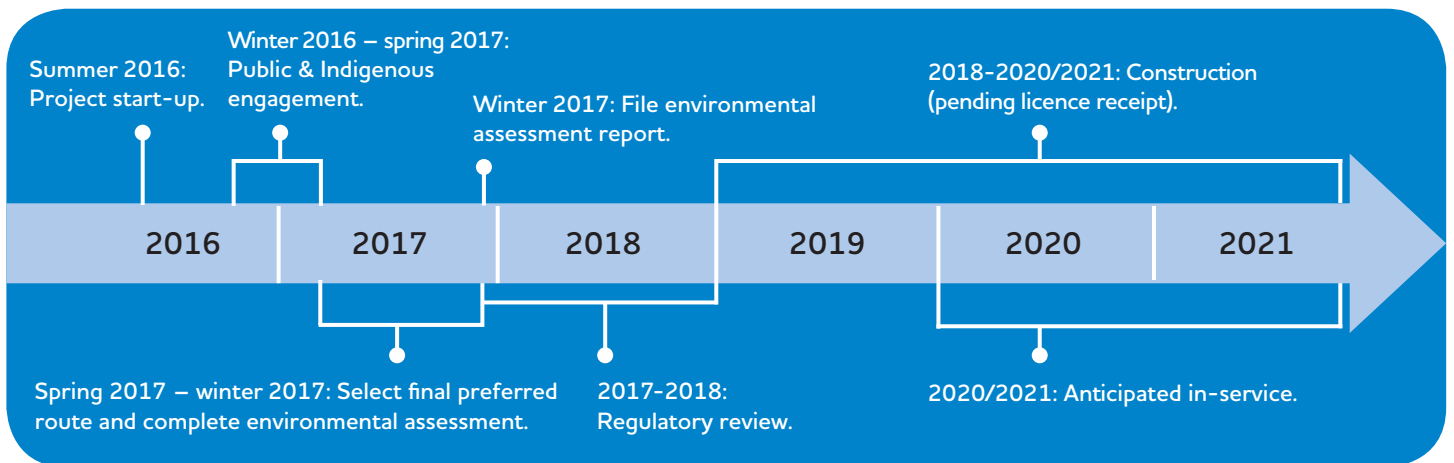 Summer 2016:
Project start-up.
Winter 2016 – spring 2017:
Public & Indigenous
engagement.
Winter 2017: File environmental
assessment report.
2018-2020/2021: Construction
(pending licence receipt).
2016
2017
2018
2019
2020
2021
Spring 2017 – winter 2017: Select final preferred
route and complete environmental assessment.
2017-2018:
Regulatory review.
2020/2021: Anticipated in-service.